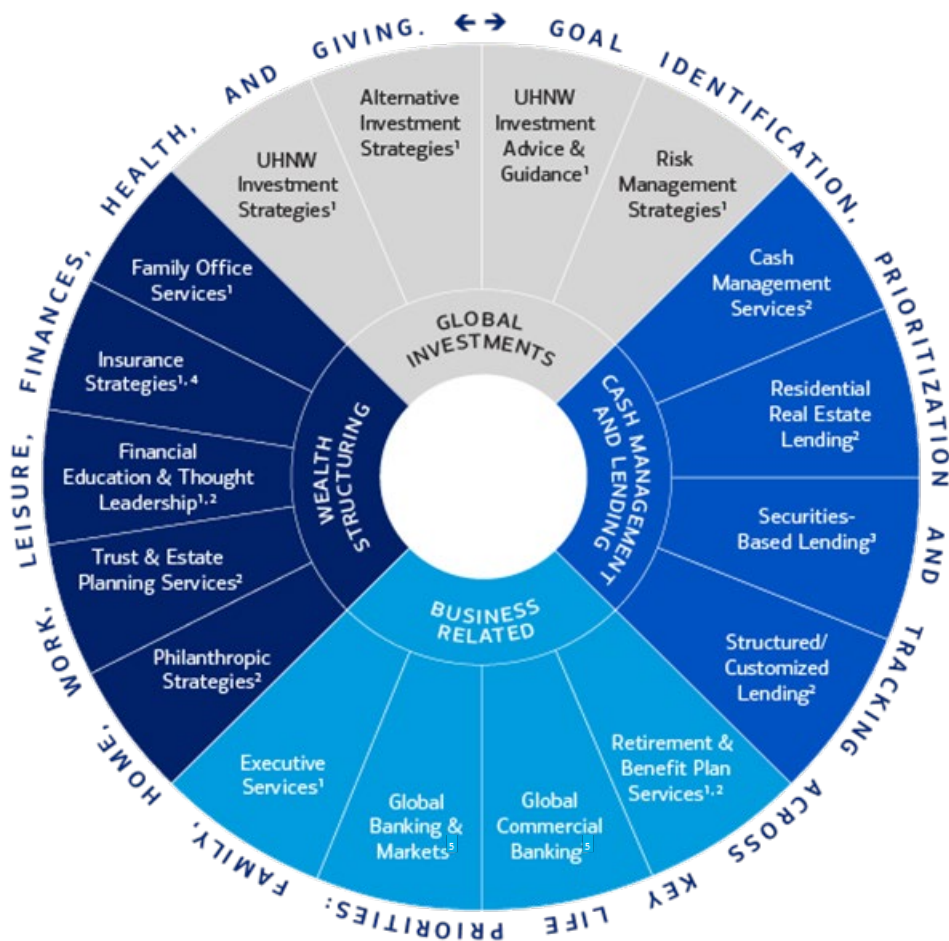 GOAL IDENTIFICATION, PRIORITIZATION AND TRACKING ACROSS KEY LIFE PRIORITIES: FAMILY, HOME, WORK, LEISURE, FINANCES, HEALTH, AND GIVING. ←→
GLOBAL
INVESTMENTS
UHNW
Investment
Strategies¹
Alternative
Investment
Strategies¹
UHNW
Investment
Advice &
Guidance¹
Risk
Management
Strategies¹
CASH MANAGEMENT
AND LENDING
Cash
Management
Services²
Residential
Real Estate
Lending²
Securities-
Based Lending³
Structured/
Customized
Lending²
BUSINESS
RELATED
Retirement &
Benefit Plan
Services¹,²
Global
Commercial
Banking⁵
Global
Banking &
Markets⁵
Executive
Services¹
WEALTH
STRUCTURING
Philanthropic
Strategies²
Trust & Estate
Planning Services²
Financial
Education & Thought
Leadership¹,²
Insurance
Strategies¹,⁴
Family Office
Services¹